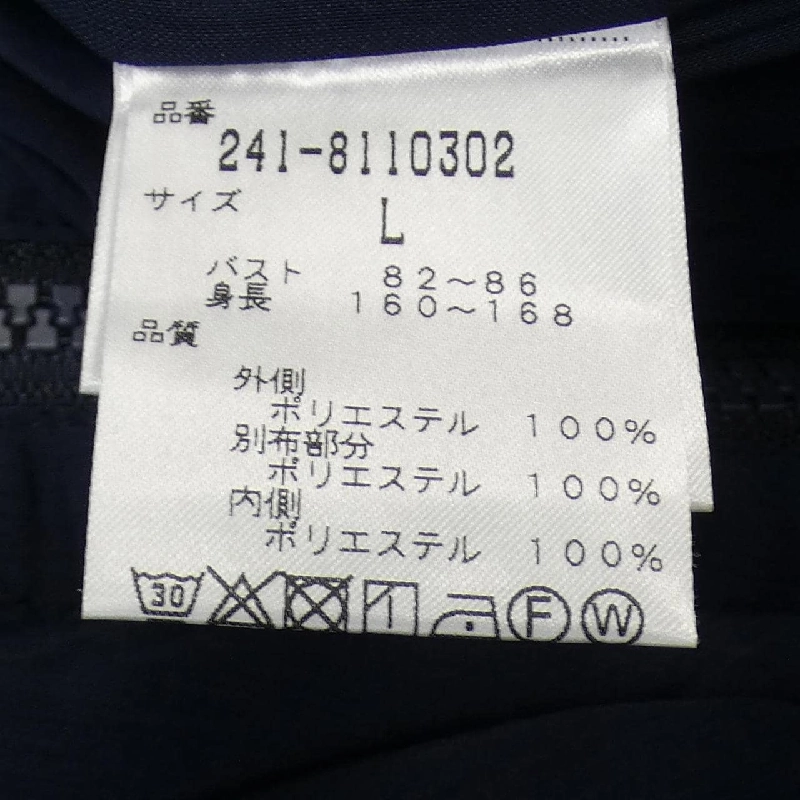 品番
241-8110302
サイズ
L
バスト 82～86
身長 160～168
品質
外側
ポリエステル 100%
別布部分
ポリエステル 100%
内側
ポリエステル 100%
30 F W